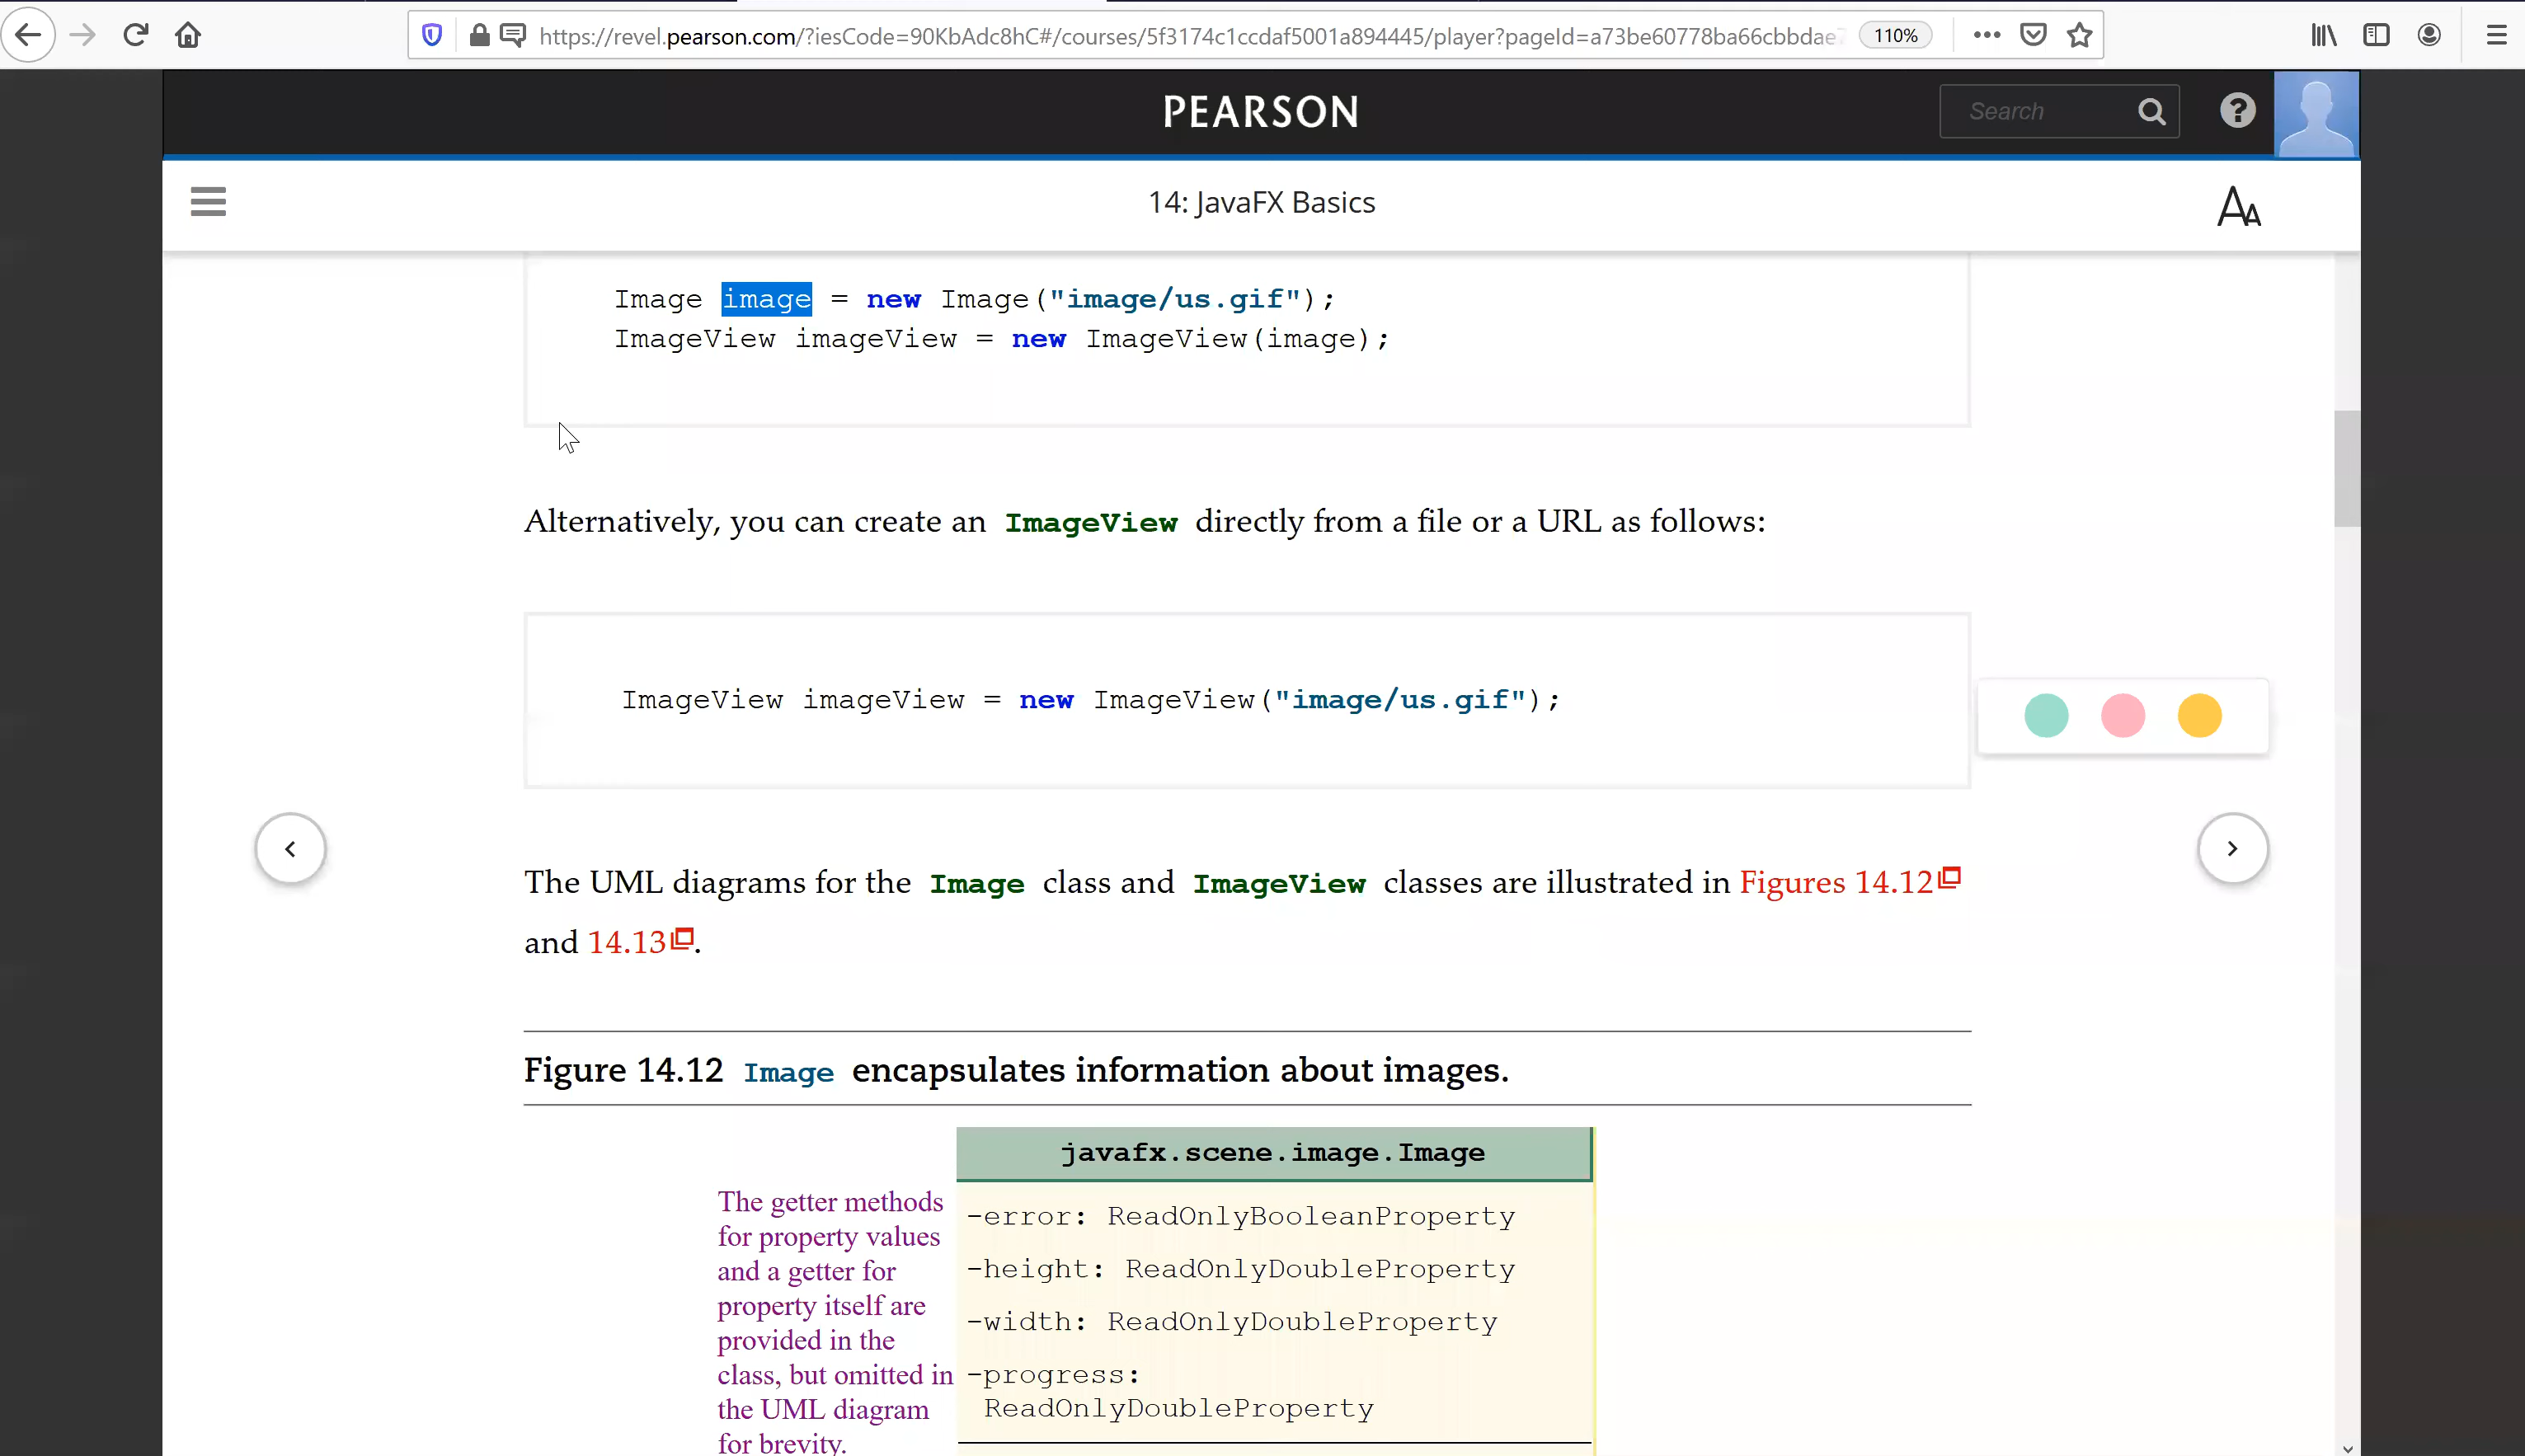 https://revel.pearson.com/?iesCode=90KbAdc8hC#/courses/5f3174c1ccdaf5001a894445/player?pageId=a73be60778ba66cbbdae
110%
PEARSON
Search
14: JavaFX Basics
Image image = new Image("image/us.gif");
ImageView imageView = new ImageView(image);
Alternatively, you can create an ImageView directly from a file or a URL as follows:
ImageView imageView = new ImageView("image/us.gif");
The UML diagrams for the Image class and ImageView classes are illustrated in Figures 14.12
and 14.13.
Figure 14.12 Image encapsulates information about images.
javafx.scene.image.Image
The getter methods
for property values
and a getter for
property itself are
provided in the
class, but omitted in
the UML diagram
for brevity.
-error: ReadOnlyBooleanProperty
-height: ReadOnlyDoubleProperty
-width: ReadOnlyDoubleProperty
-progress:
ReadOnlyDoubleProperty